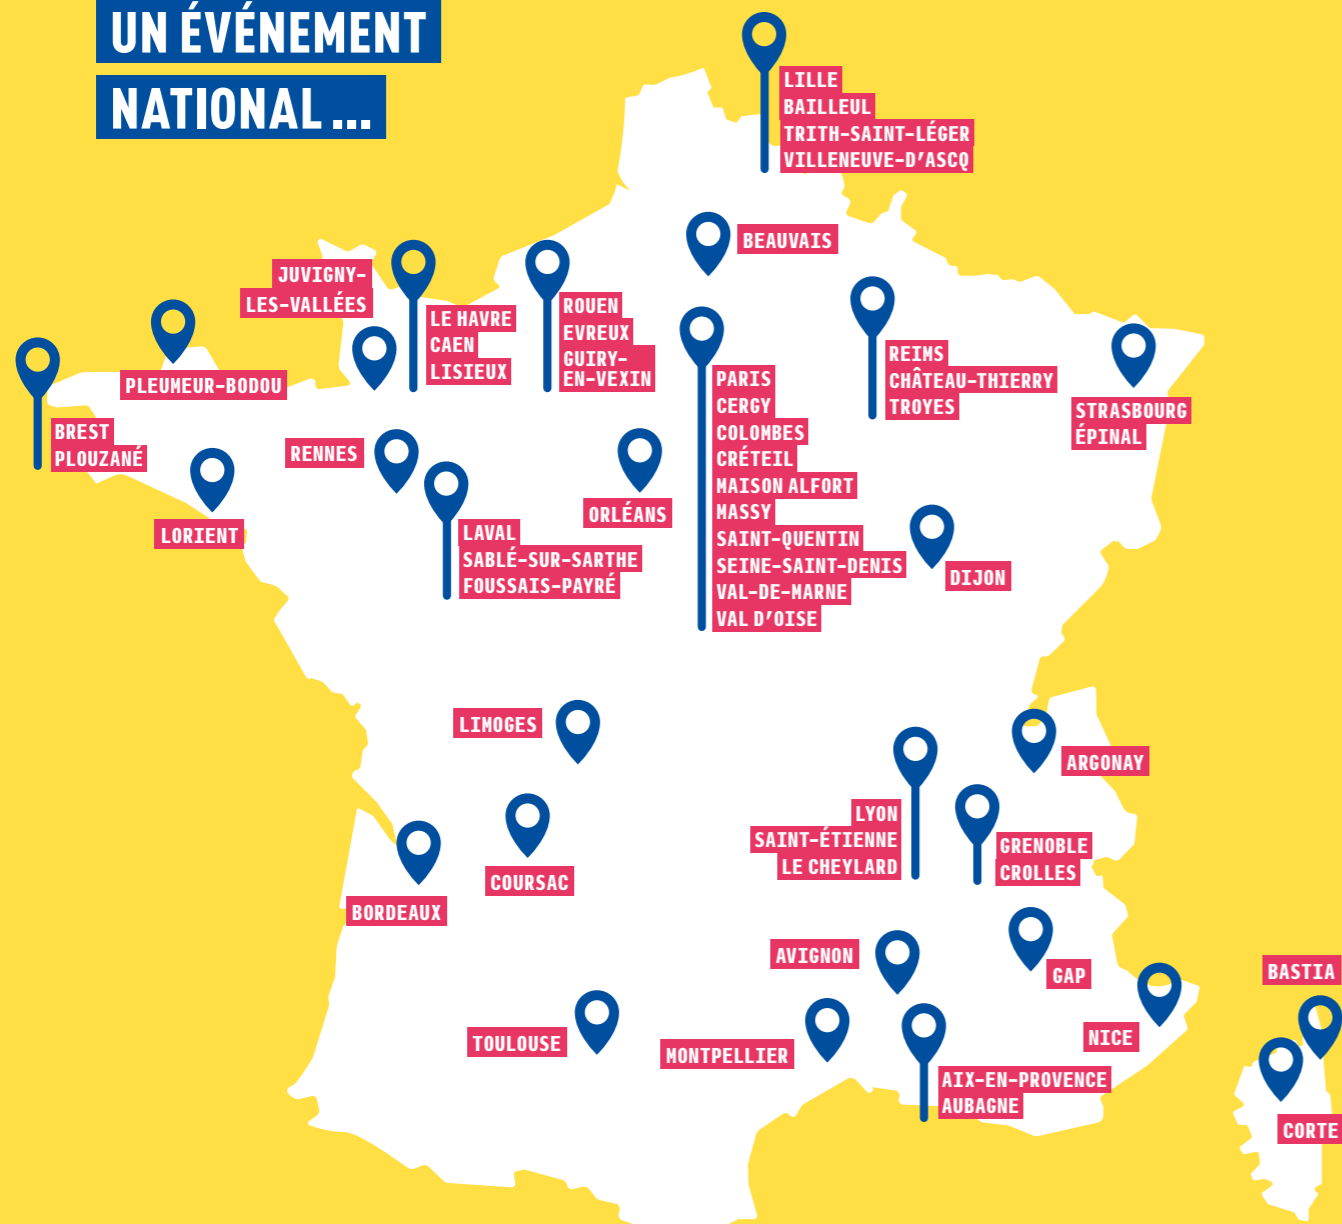 UN ÉVÉNEMENT
NATIONAL ...
LILLE
BAILLEUL
TRITH-SAINT-LÉGER
VILLENEUVE-D'ASCQ
BEAUVAIS
JUVIGNY-
LES-VALLÉES
LE HAVRE
CAEN
LISIEUX
ROUEN
EVREUX
GUIRY-
EN-VEXIN
PLEUMEUR-BODOU
BREST
PLOUZANÉ
LORIENT
RENNES
LAVAL
SABLÉ-SUR-SARTHE
FOUSSAIS-PAYRÉ
ORLÉANS
PARIS
CERGY
COLOMBES
CRÉTEIL
MAISON ALFORT
MASSY
SAINT-QUENTIN
SEINE-SAINT-DENIS
VAL-DE-MARNE
VAL D'OISE
REIMS
CHÂTEAU-THIERRY
TROYES
STRASBOURG
ÉPINAL
DIJON
LIMOGES
COURSAC
BORDEAUX
LYON
SAINT-ÉTIENNE
LE CHEYLARD
ARGONAY
GRENOBLE
CROLLES
AVIGNON
GAP
NICE
TOULOUSE
MONTPELLIER
AIX-EN-PROVENCE
AUBAGNE
BASTIA
CORTE